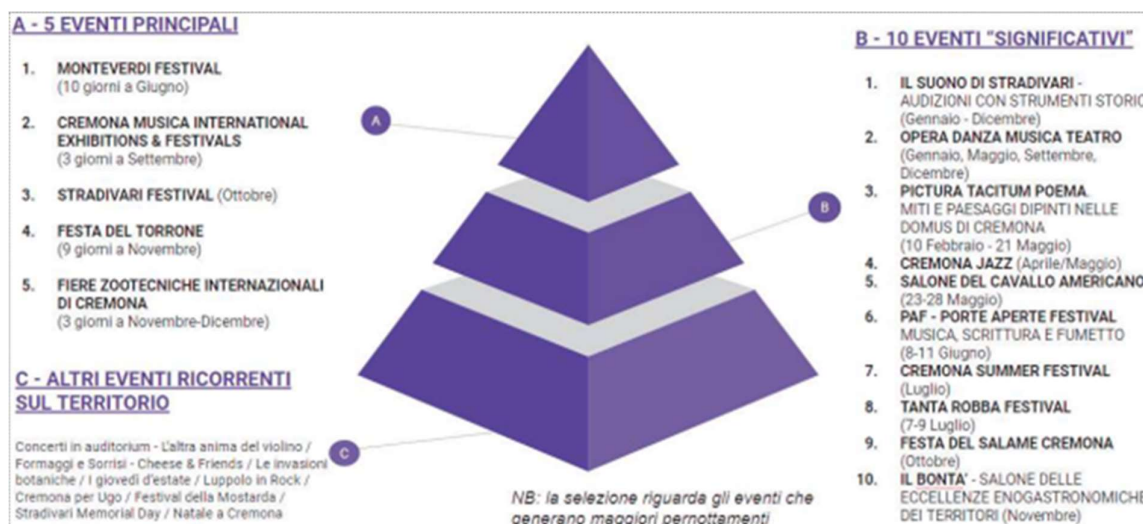 A - 5 EVENTI PRINCIPALI
1. MONTEVERDI FESTIVAL
(10 giorni a Giugno)
2. CREMONA MUSICA INTERNATIONAL
EXHIBITIONS & FESTIVALS
(3 giorni a Settembre)
3. STRADIVARI FESTIVAL (Ottobre)
4. FESTA DEL TORRONE
(9 giorni a Novembre)
5. FIERE ZOOTECNICHE INTERNAZIONALI
DI CREMONA
(3 giorni a Novembre-Dicembre)
C - ALTRI EVENTI RICORRENTI
SUL TERRITORIO
Concerti in auditorium - L'altra anima del violino /
Formaggi e Sorrisi - Cheese & Friends / Le invasioni
botaniche / I giovedì d'estate / Luppolo in Rock /
Cremona per Ugo / Festival della Mostarda /
Stradivari Memorial Day / Natale a Cremona
A
B
C
NB: la selezione riguarda gli eventi che
generano maggiori pernottamenti
B - 10 EVENTI "SIGNIFICATIVI"
1. IL SUONO DI STRADIVARI -
AUDIZIONI CON STRUMENTI STORIC
(Gennaio - Dicembre)
2. OPERA DANZA MUSICA TEATRO
(Gennaio, Maggio, Settembre,
Dicembre)
3. PICTURA TACITUM POEMA.
MITI E PAESAGGI DIPINTI NELLE
DOMUS DI CREMONA
(10 Febbraio - 21 Maggio)
4. CREMONA JAZZ (Aprile/Maggio)
5. SALONE DEL CAVALLO AMERICANO
(23-28 Maggio)
6. PAF - PORTE APERTE FESTIVAL
MUSICA, SCRITTURA E FUMETTO
(8-11 Giugno)
7. CREMONA SUMMER FESTIVAL
(Luglio)
8. TANTA ROBBA FESTIVAL
(7-9 Luglio)
9. FESTA DEL SALAME CREMONA
(Ottobre)
10. IL BONTA' - SALONE DELLE
ECCELLENZE ENOGASTRONOMICHE
DEI TERRITORI (Novembre)